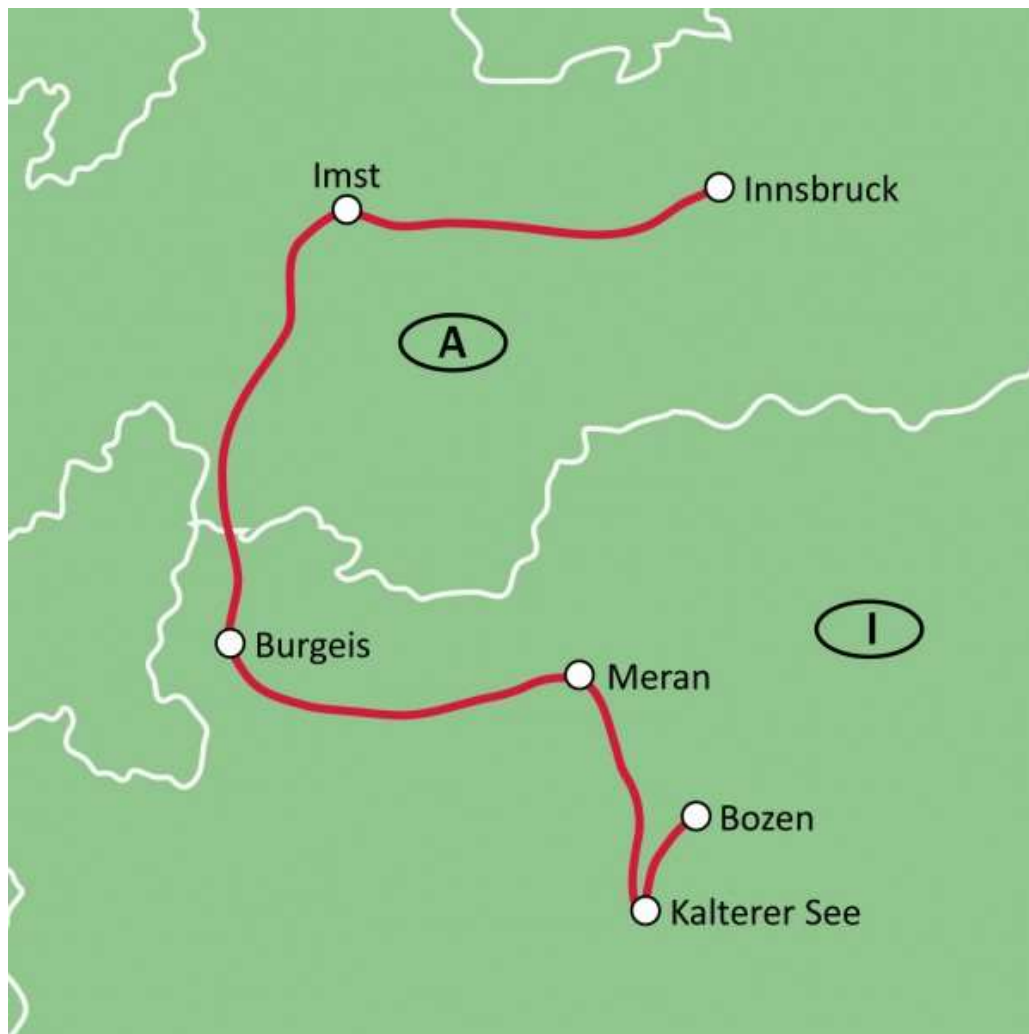 Imst
Innsbruck
A
I
Burgeis
Meran
Bozen
Kalterer See